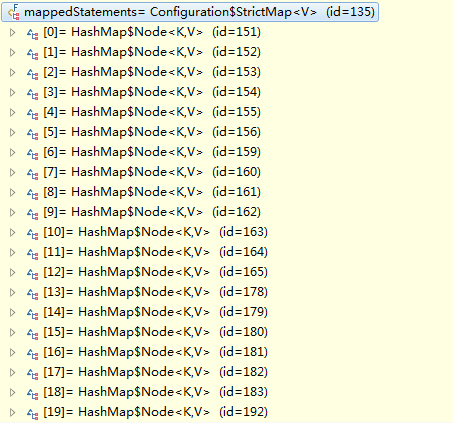 mappedStatements= Configuration$StrictMap<V> (id=135)
[0]= HashMap$Node<K,V> (id=151)
[1]= HashMap$Node<K,V> (id=152)
[2]= HashMap$Node<K,V> (id=153)
[3]= HashMap$Node<K,V> (id=154)
[4]= HashMap$Node<K,V> (id=155)
[5]= HashMap$Node<K,V> (id=156)
[6]= HashMap$Node<K,V> (id=159)
[7]= HashMap$Node<K,V> (id=160)
[8]= HashMap$Node<K,V> (id=161)
[9]= HashMap$Node<K,V> (id=162)
[10]= HashMap$Node<K,V> (id=163)
[11]= HashMap$Node<K,V> (id=164)
[12]= HashMap$Node<K,V> (id=165)
[13]= HashMap$Node<K,V> (id=178)
[14]= HashMap$Node<K,V> (id=179)
[15]= HashMap$Node<K,V> (id=180)
[16]= HashMap$Node<K,V> (id=181)
[17]= HashMap$Node<K,V> (id=182)
[18]= HashMap$Node<K,V> (id=183)
[19]= HashMap$Node<K,V> (id=192)